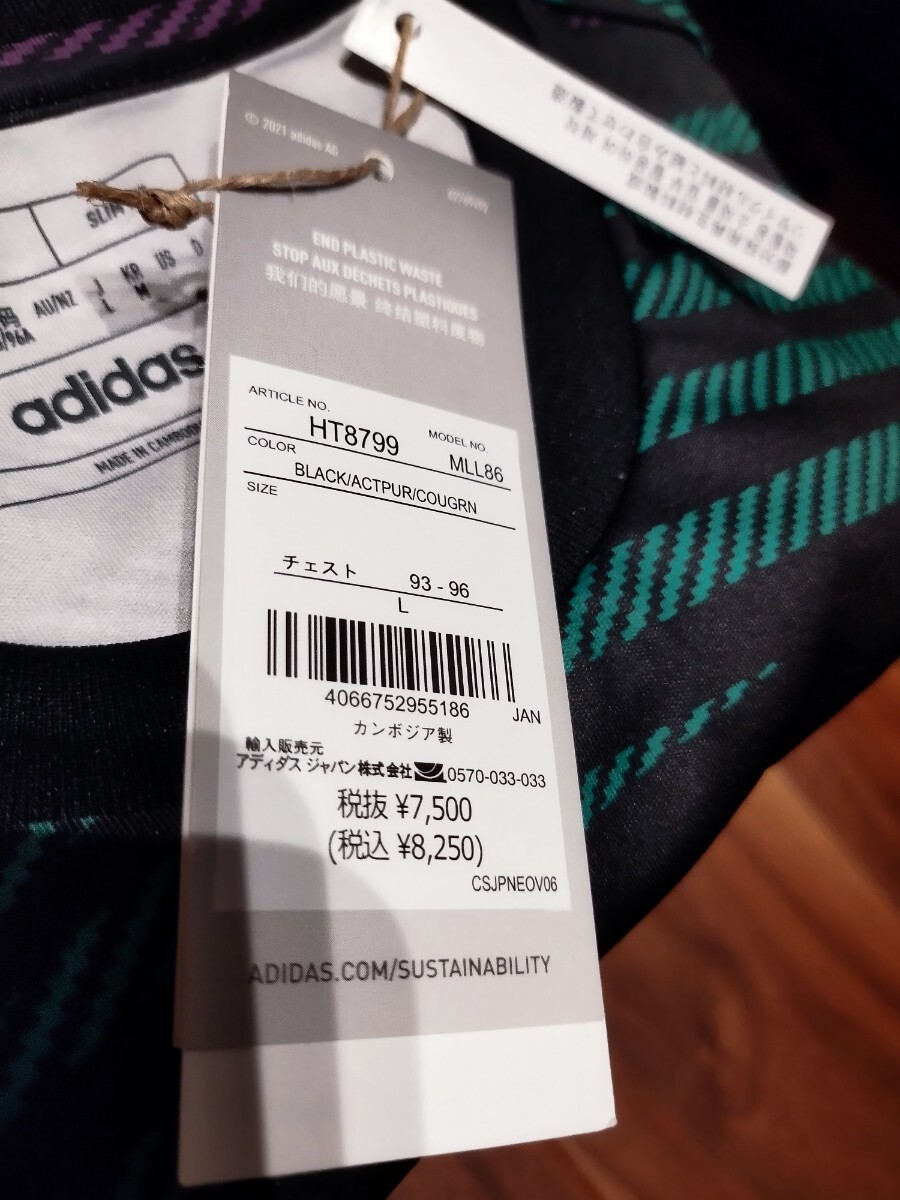 © 2021 adidas AG
END PLASTIC WASTE
STOP AUX DÉCHETS PLASTIQUES
我们的愿景 终结塑料废物
ARTICLE NO.
HT8799
MODEL NO.
MLL86
COLOR
BLACK/ACTPUR/COUGRN
SIZE
チェスト 93 - 96
L
4066752955186 JAN
カンボジア製
輸入販売元
アディダス ジャパン株式会社 0570-033-033
税抜 ¥7,500
(税込 ¥8,250)
CSJPNEOV06
ADIDAS.COM/SUSTAINABILITY
SLIM
AU/NZ J KR US D
L M
/96A
adidas
MADE IN CAMBOD